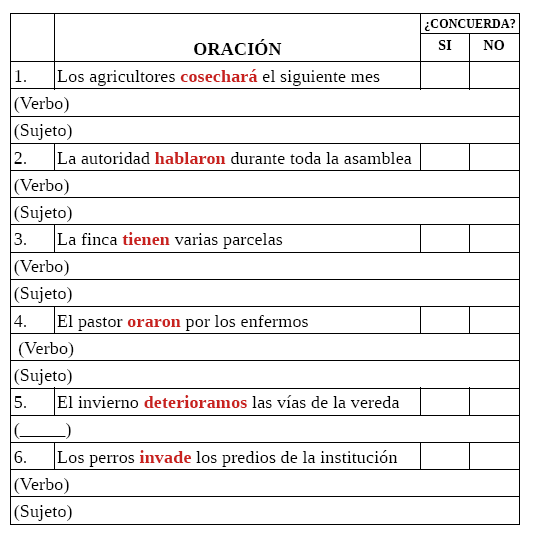 ¿CONCUERDA?
ORACIÓN SI NO
1. Los agricultores cosechará el siguiente mes
(Verbo)
(Sujeto)
2. La autoridad hablaron durante toda la asamblea
(Verbo)
(Sujeto)
3. La finca tienen varias parcelas
(Verbo)
(Sujeto)
4. El pastor oraron por los enfermos
(Verbo)
(Sujeto)
5. El invierno deterioramos las vías de la vereda
(_____)
6. Los perros invade los predios de la institución
(Verbo)
(Sujeto)